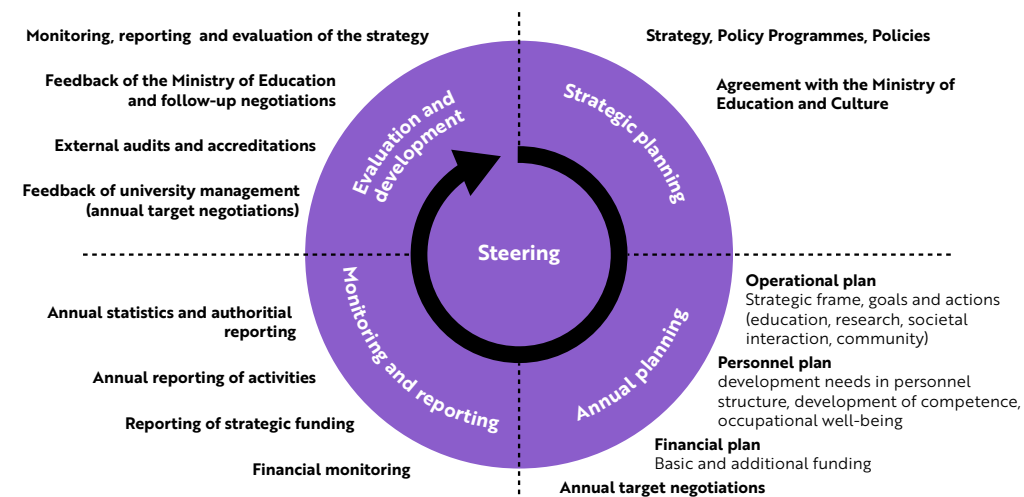 Monitoring, reporting and evaluation of the strategy
Feedback of the Ministry of Education
and follow-up negotiations
External audits and accreditations
Feedback of university management
(annual target negotiations)
Evaluation and
development
Strategic planning
Strategy, Policy Programmes, Policies
Agreement with the Ministry of
Education and Culture
Steering
Monitoring and reporting
Annual planning
Annual statistics and authoritial
reporting
Annual reporting of activities
Reporting of strategic funding
Financial monitoring
Operational plan
Strategic frame, goals and actions
(education, research, societal
interaction, community)
Personnel plan
development needs in personnel
structure, development of competence,
occupational well-being
Financial plan
Basic and additional funding
Annual target negotiations